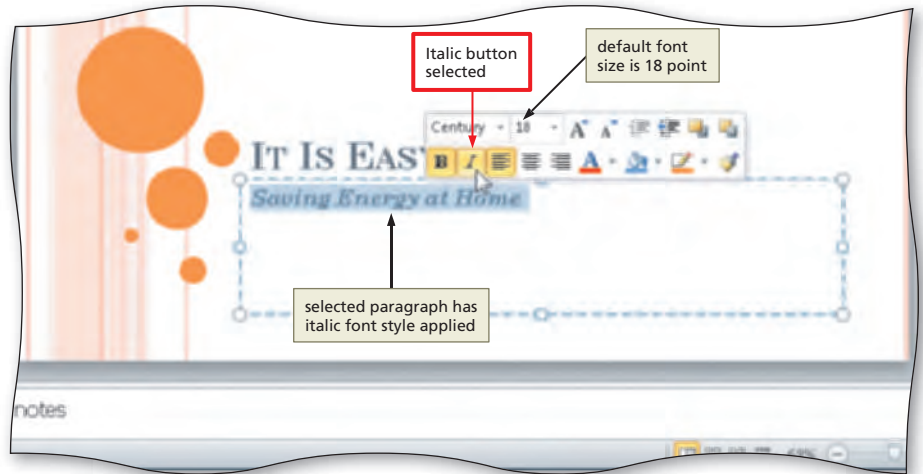 Italic button
selected
default font
size is 18 point
Century 18 A A
B I A
IT IS EAS
Saving Energy at Home
selected paragraph has
italic font style applied
notes